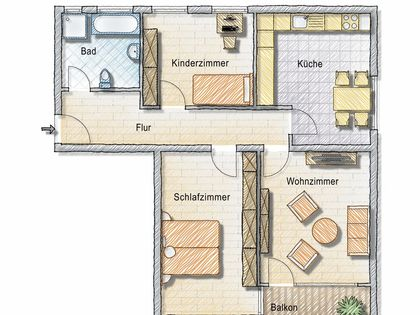 Bad
Kinderzimmer
Küche
Flur
Schlafzimmer
Wohnzimmer
Balkon